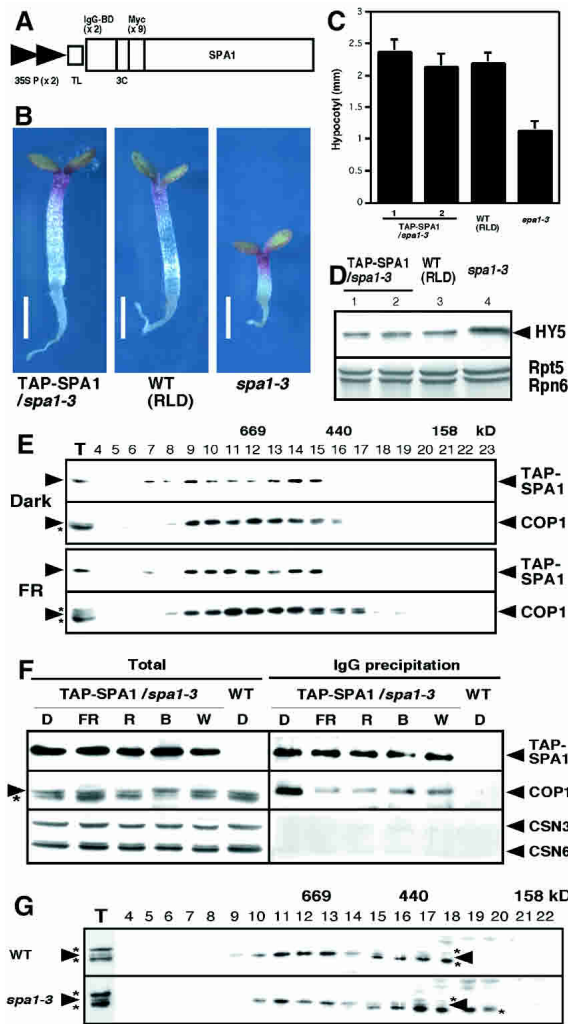 A
IgG-BD Myc
(x 2) (x 9)
SPA1
35S P (x 2) TL 3C
B
TAP-SPA1
/spa1-3
WT
(RLD)
spa1-3
C
3
2.5
2
1.5
1
0.5
0
Hypocotyl (mm)
1 2
TAP-SPA1
/spa1-3
WT
(RLD)
spa1-3
D
TAP-SPA1
/spa1-3
WT
(RLD)
spa1-3
1 2 3 4
HY5
Rpt5
Rpn6
E
669 440 158 kD
T 4 5 6 7 8 9 10 11 12 13 14 15 16 17 18 19 20 21 22 23
Dark
TAP-
SPA1
* COP1
FR
TAP-
SPA1
*
* COP1
F
Total IgG precipitation
TAP-SPA1 /spa1-3 WT TAP-SPA1 /spa1-3 WT
D FR R B W D D FR R B W D
TAP-
SPA1
* COP1
CSN3
CSN6
G
669 440 158 kD
T 4 5 6 7 8 9 10 11 12 13 14 15 16 17 18 19 20 21 22
WT * * * *
spa1-3 * * * *